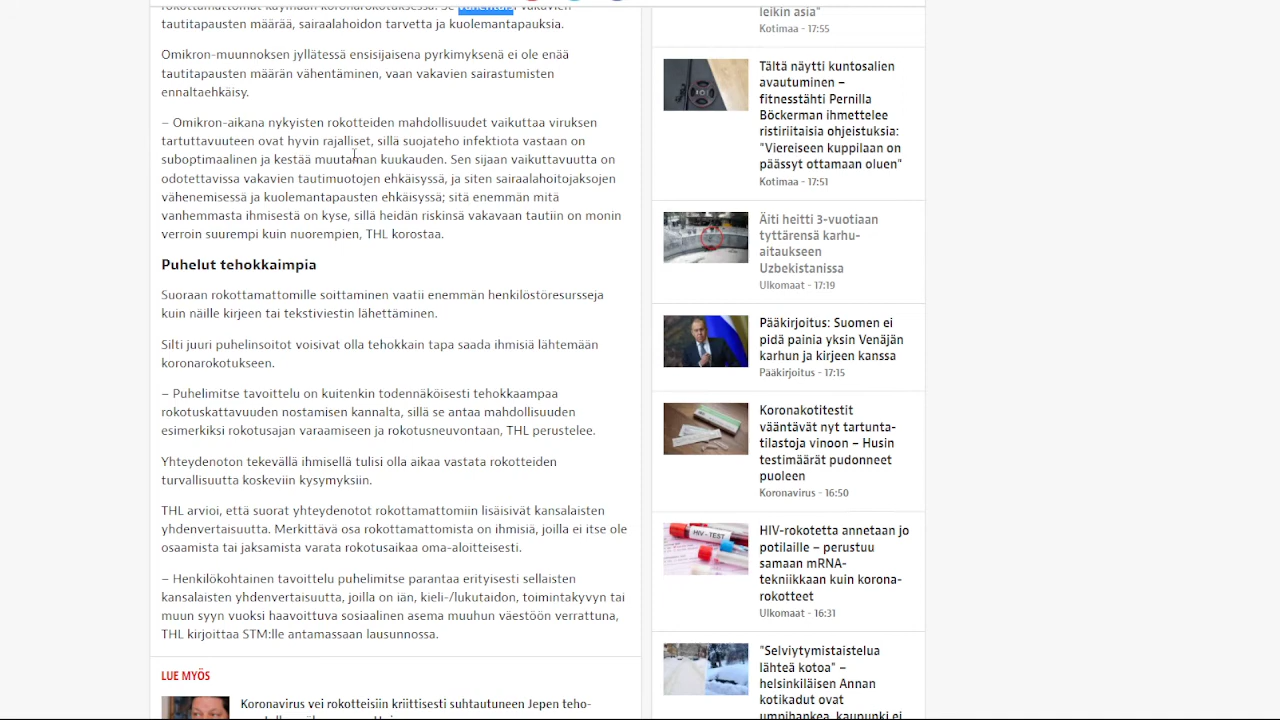 rokottamattomat käymään koronarokotuksessa. Se vakavien
tautitapausten määrää, sairaalahoidon tarvetta ja kuolemantapauksia.
Omikron-muunnoksen jyllätessä ensisijaisena pyrkimyksenä ei ole enää
tautitapausten määrän vähentäminen, vaan vakavien sairastumisten
ennaltaehkäisy.
– Omikron-aikana nykyisten rokotteiden mahdollisuudet vaikuttaa viruksen
tartuttavuuteen ovat hyvin rajalliset, sillä suojateho infektiota vastaan on
suboptimaalinen ja kestää muutaman kuukauden. Sen sijaan vaikuttavuutta on
odotettavissa vakavien tautimuotojen ehkäisyssä, ja siten sairaalahoitojaksojen
vähenemisessä ja kuolemantapausten ehkäisyssä; sitä enemmän mitä
vanhemmasta ihmisestä on kyse, sillä heidän riskinsä vakavaan tautiin on monin
verroin suurempi kuin nuorempien, THL korostaa.
Puhelut tehokkaimpia
Suoraan rokottamattomille soittaminen vaatii enemmän henkilöstöresursseja
kuin näille kirjeen tai tekstiviestin lähettäminen.
Silti juuri puhelinsoitot voisivat olla tehokkain tapa saada ihmisiä lähtemään
koronarokotukseen.
– Puhelimitse tavoittelu on kuitenkin todennäköisesti tehokkaampaa
rokotuskattavuuden nostamisen kannalta, sillä se antaa mahdollisuuden
esimerkiksi rokotusajan varaamiseen ja rokotusneuvontaan, THL perustelee.
Yhteydenoton tekevällä ihmisellä tulisi olla aikaa vastata rokotteiden
turvallisuutta koskeviin kysymyksiin.
THL arvioi, että suorat yhteydenotot rokottamattomiin lisäisivät kansalaisten
yhdenvertaisuutta. Merkittävä osa rokottamattomista on ihmisiä, joilla ei itse ole
osaamista tai jaksamista varata rokotusaikaa oma-aloitteisesti.
– Henkilökohtainen tavoittelu puhelimitse parantaa erityisesti sellaisten
kansalaisten yhdenvertaisuutta, joilla on iän, kieli-/lukutaidon, toimintakyvyn tai
muun syyn vuoksi haavoittuva sosiaalinen asema muuhun väestöön verrattuna,
THL kirjoittaa STM:lle antamassaan lausunnossa.
LUE MYÖS
Koronavirus vei rokotteisiin kriittisesti suhtautuneen Jepen teho-
leikin asia"
Kotimaa - 17:55
Tältä näytti kuntosalien
avautuminen –
fitnesstähti Pernilla
Böckerman ihmettelee
ristiriitaisia ohjeistuksia:
"Viereiseen kuppilaan on
päässyt ottamaan oluen"
Kotimaa - 17:51
Äiti heitti 3-vuotiaan
tyttärensä karhu-
aitaukseen
Uzbekistanissa
Ulkomaat - 17:19
Pääkirjoitus: Suomen ei
pidä painia yksin Venäjän
karhun ja kirjeen kanssa
Pääkirjoitus - 17:15
Koronakotitestit
vääntävät nyt tartunta-
tilastoja vinoon – Husin
testimäärät pudonneet
puoleen
Koronavirus - 16:50
HIV - TEST
HIV-rokotetta annetaan jo
potilaille – perustuu
samaan mRNA-
tekniikkaan kuin korona-
rokotteet
Ulkomaat - 16:31
"Selviytymistaistelua
lähteä kotoa" –
helsinkiläisen Annan
kotikadut ovat
umpihankea, kaupunki ei